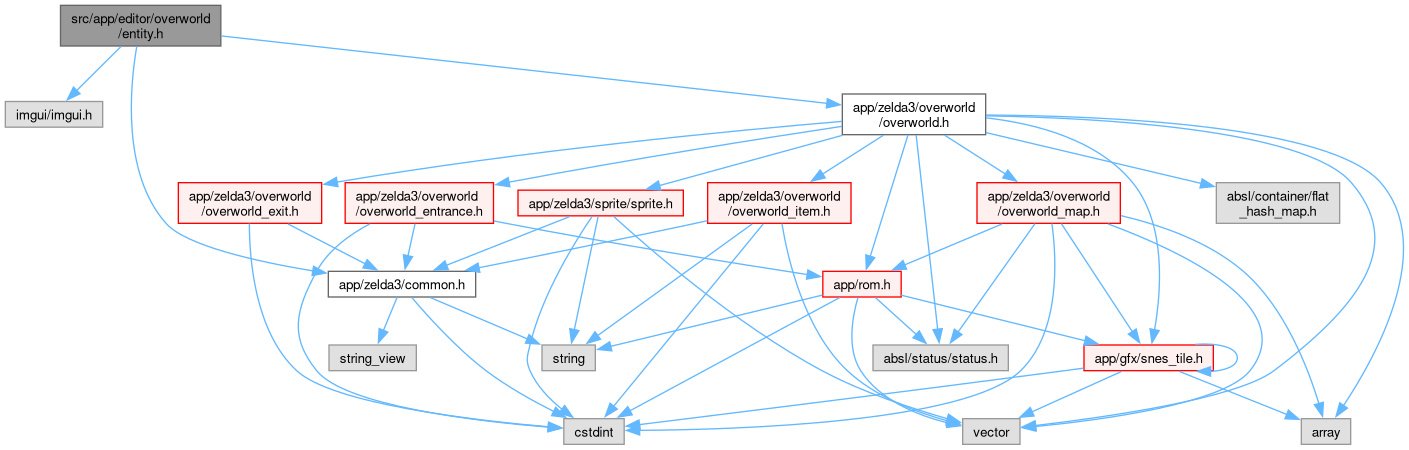 src/app/editor/overworld
/entity.h
imgui/imgui.h
app/zelda3/overworld
/overworld.h
app/zelda3/overworld
/overworld_exit.h
app/zelda3/overworld
/overworld_entrance.h
app/zelda3/sprite/sprite.h
app/zelda3/overworld
/overworld_item.h
app/zelda3/overworld
/overworld_map.h
absl/container/flat
_hash_map.h
app/zelda3/common.h
app/rom.h
string_view
string
absl/status/status.h
app/gfx/snes_tile.h
cstdint
vector
array